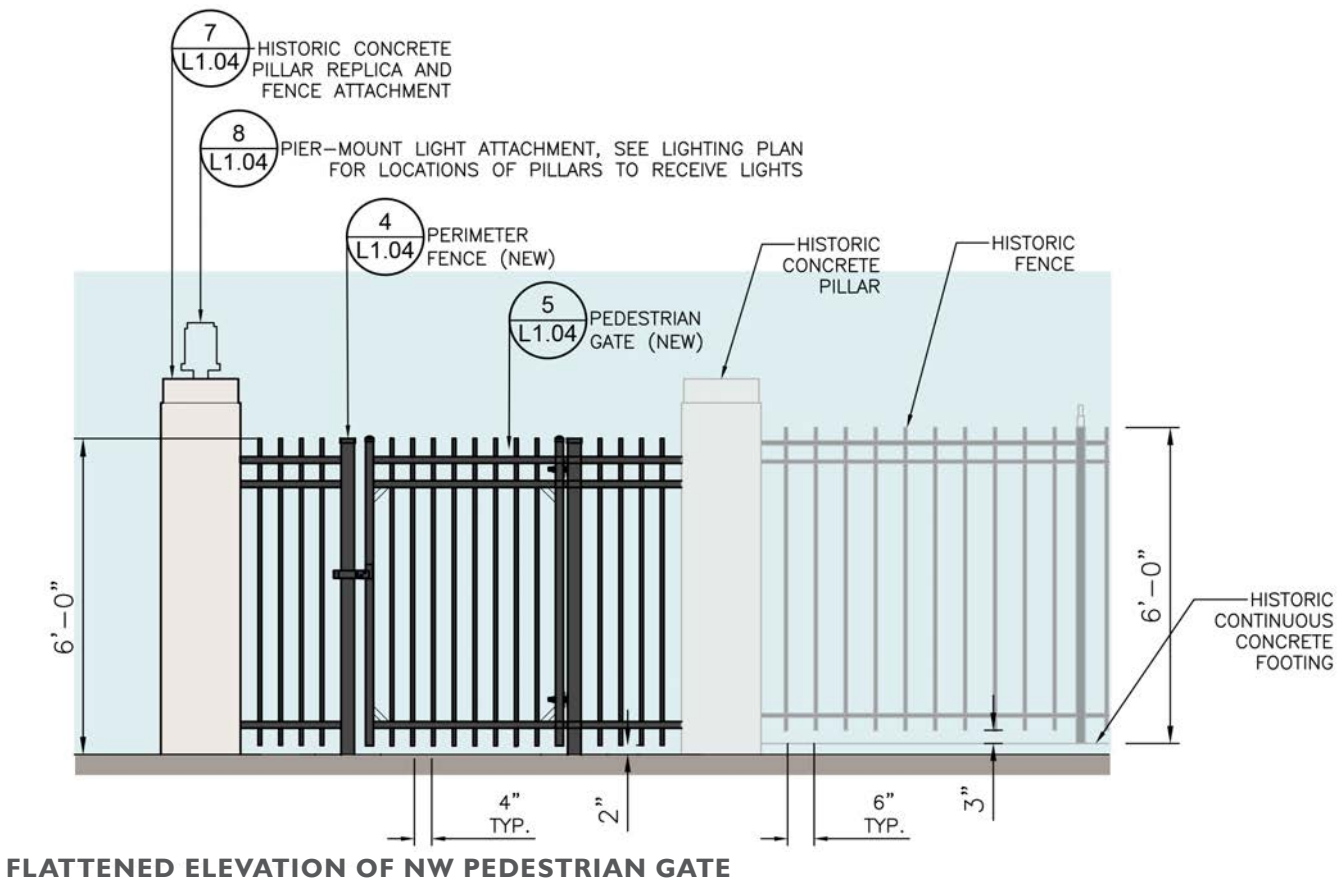 7
L1.04
HISTORIC CONCRETE
PILLAR REPLICA AND
FENCE ATTACHMENT
8
L1.04
PIER-MOUNT LIGHT ATTACHMENT, SEE LIGHTING PLAN
FOR LOCATIONS OF PILLARS TO RECEIVE LIGHTS
4
L1.04
PERIMETER
FENCE (NEW)
5
L1.04
PEDESTRIAN
GATE (NEW)
HISTORIC
CONCRETE
PILLAR
HISTORIC
FENCE
6'-0"
6'-0"
HISTORIC
CONTINUOUS
CONCRETE
FOOTING
4"
TYP.
2"
6"
TYP.
3"
FLATTENED ELEVATION OF NW PEDESTRIAN GATE